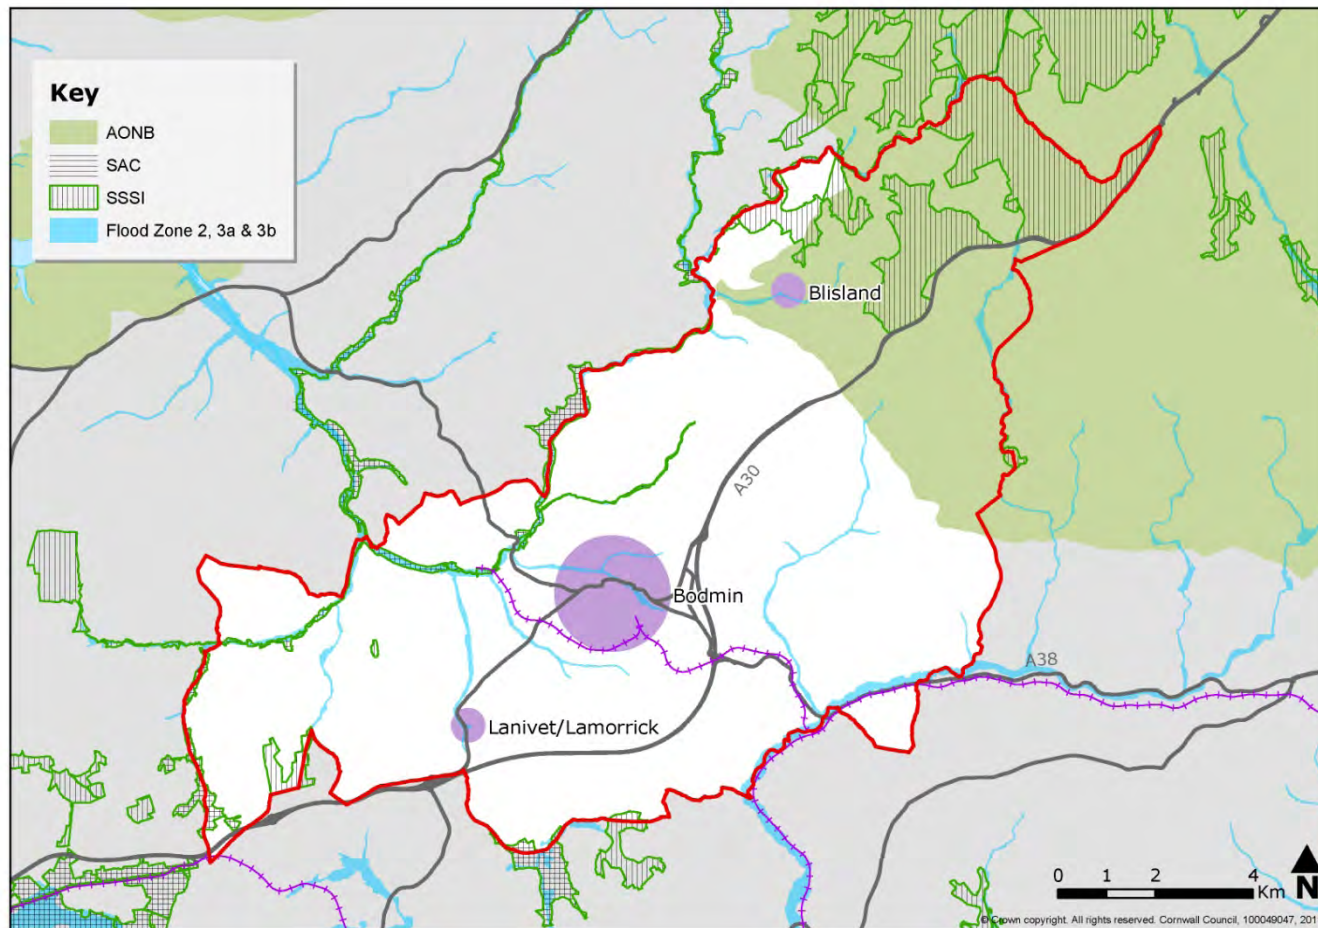 Key
AONB
SAC
SSSI
Flood Zone 2, 3a & 3b
Blisland
A30
Bodmin
A38
Lanivet/Lamorrick
0 1 2 4
Km
N
© Crown copyright. All rights reserved. Cornwall Council, 100049047, 201